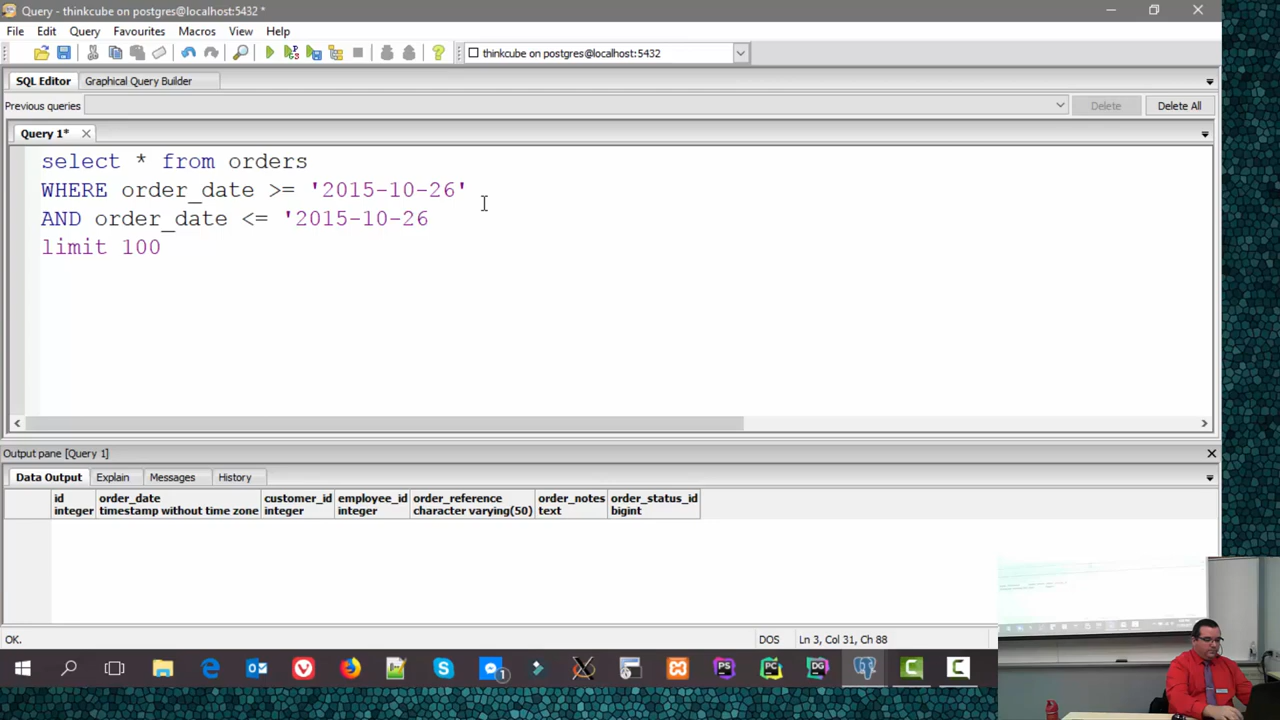 Query - thinkcube on postgres@localhost:5432 *
File Edit Query Favourites Macros View Help
thinkcube on postgres@localhost:5432
SQL Editor Graphical Query Builder
Previous queries Delete Delete All
Query 1*
select * from orders
WHERE order_date >= '2015-10-26'
AND order_date <= '2015-10-26
limit 100
Output pane [Query 1]
Data Output Explain Messages History
id order_date customer_id employee_id order_reference order_notes order_status_id
integer timestamp without time zone integer integer character varying(50) text bigint
OK. DOS Ln 3, Col 31, Ch 88
1 PS PC DG